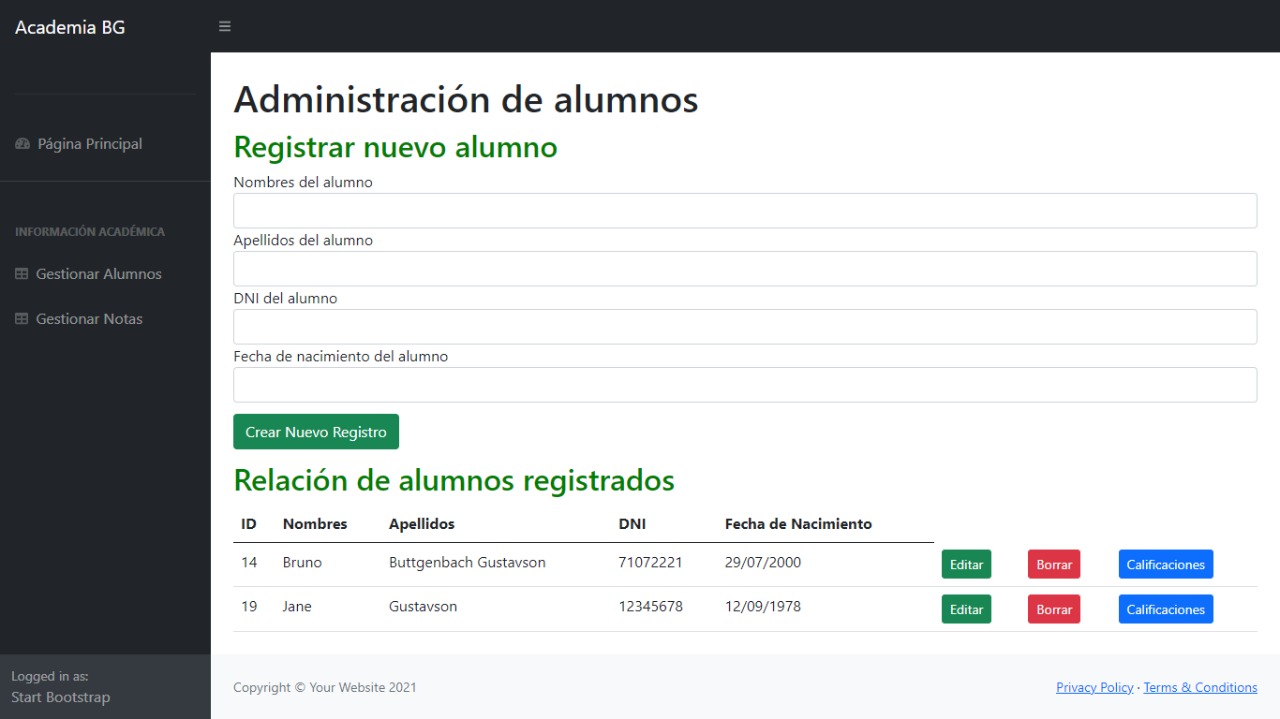 Academia BG
Página Principal
INFORMACIÓN ACADÉMICA
Gestionar Alumnos
Gestionar Notas
Logged in as:
Start Bootstrap
Administración de alumnos
Registrar nuevo alumno
Nombres del alumno
Apellidos del alumno
DNI del alumno
Fecha de nacimiento del alumno
Crear Nuevo Registro
Relación de alumnos registrados
ID Nombres Apellidos DNI Fecha de Nacimiento
14 Bruno Buttgenbach Gustavson 71072221 29/07/2000 Editar Borrar Calificaciones
19 Jane Gustavson 12345678 12/09/1978 Editar Borrar Calificaciones
Copyright © Your Website 2021 Privacy Policy · Terms & Conditions